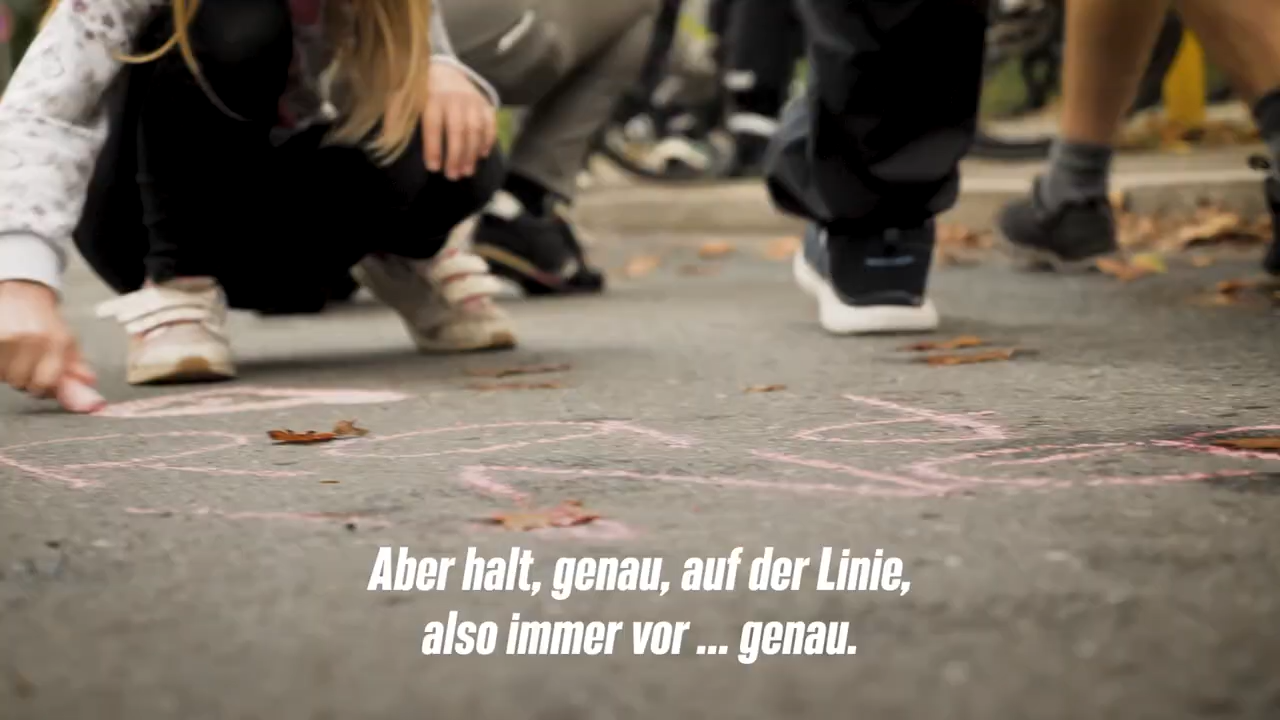 Aber halt, genau, auf der Linie,
also immer vor ... genau.